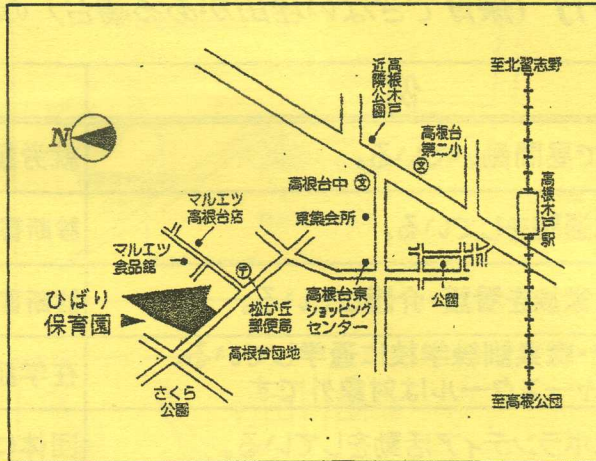 至北習志野
高根木戸
近隣公園
N
高根台
第二小
文
高根台中
文
高根木戸駅
マルエツ
高根台店
東集会所
マルエツ
食品館
〒
ひばり
保育園
松が丘
郵便局
高根台東
ショッピング
センター
公園
高根台団地
さくら
公園
至高根公団